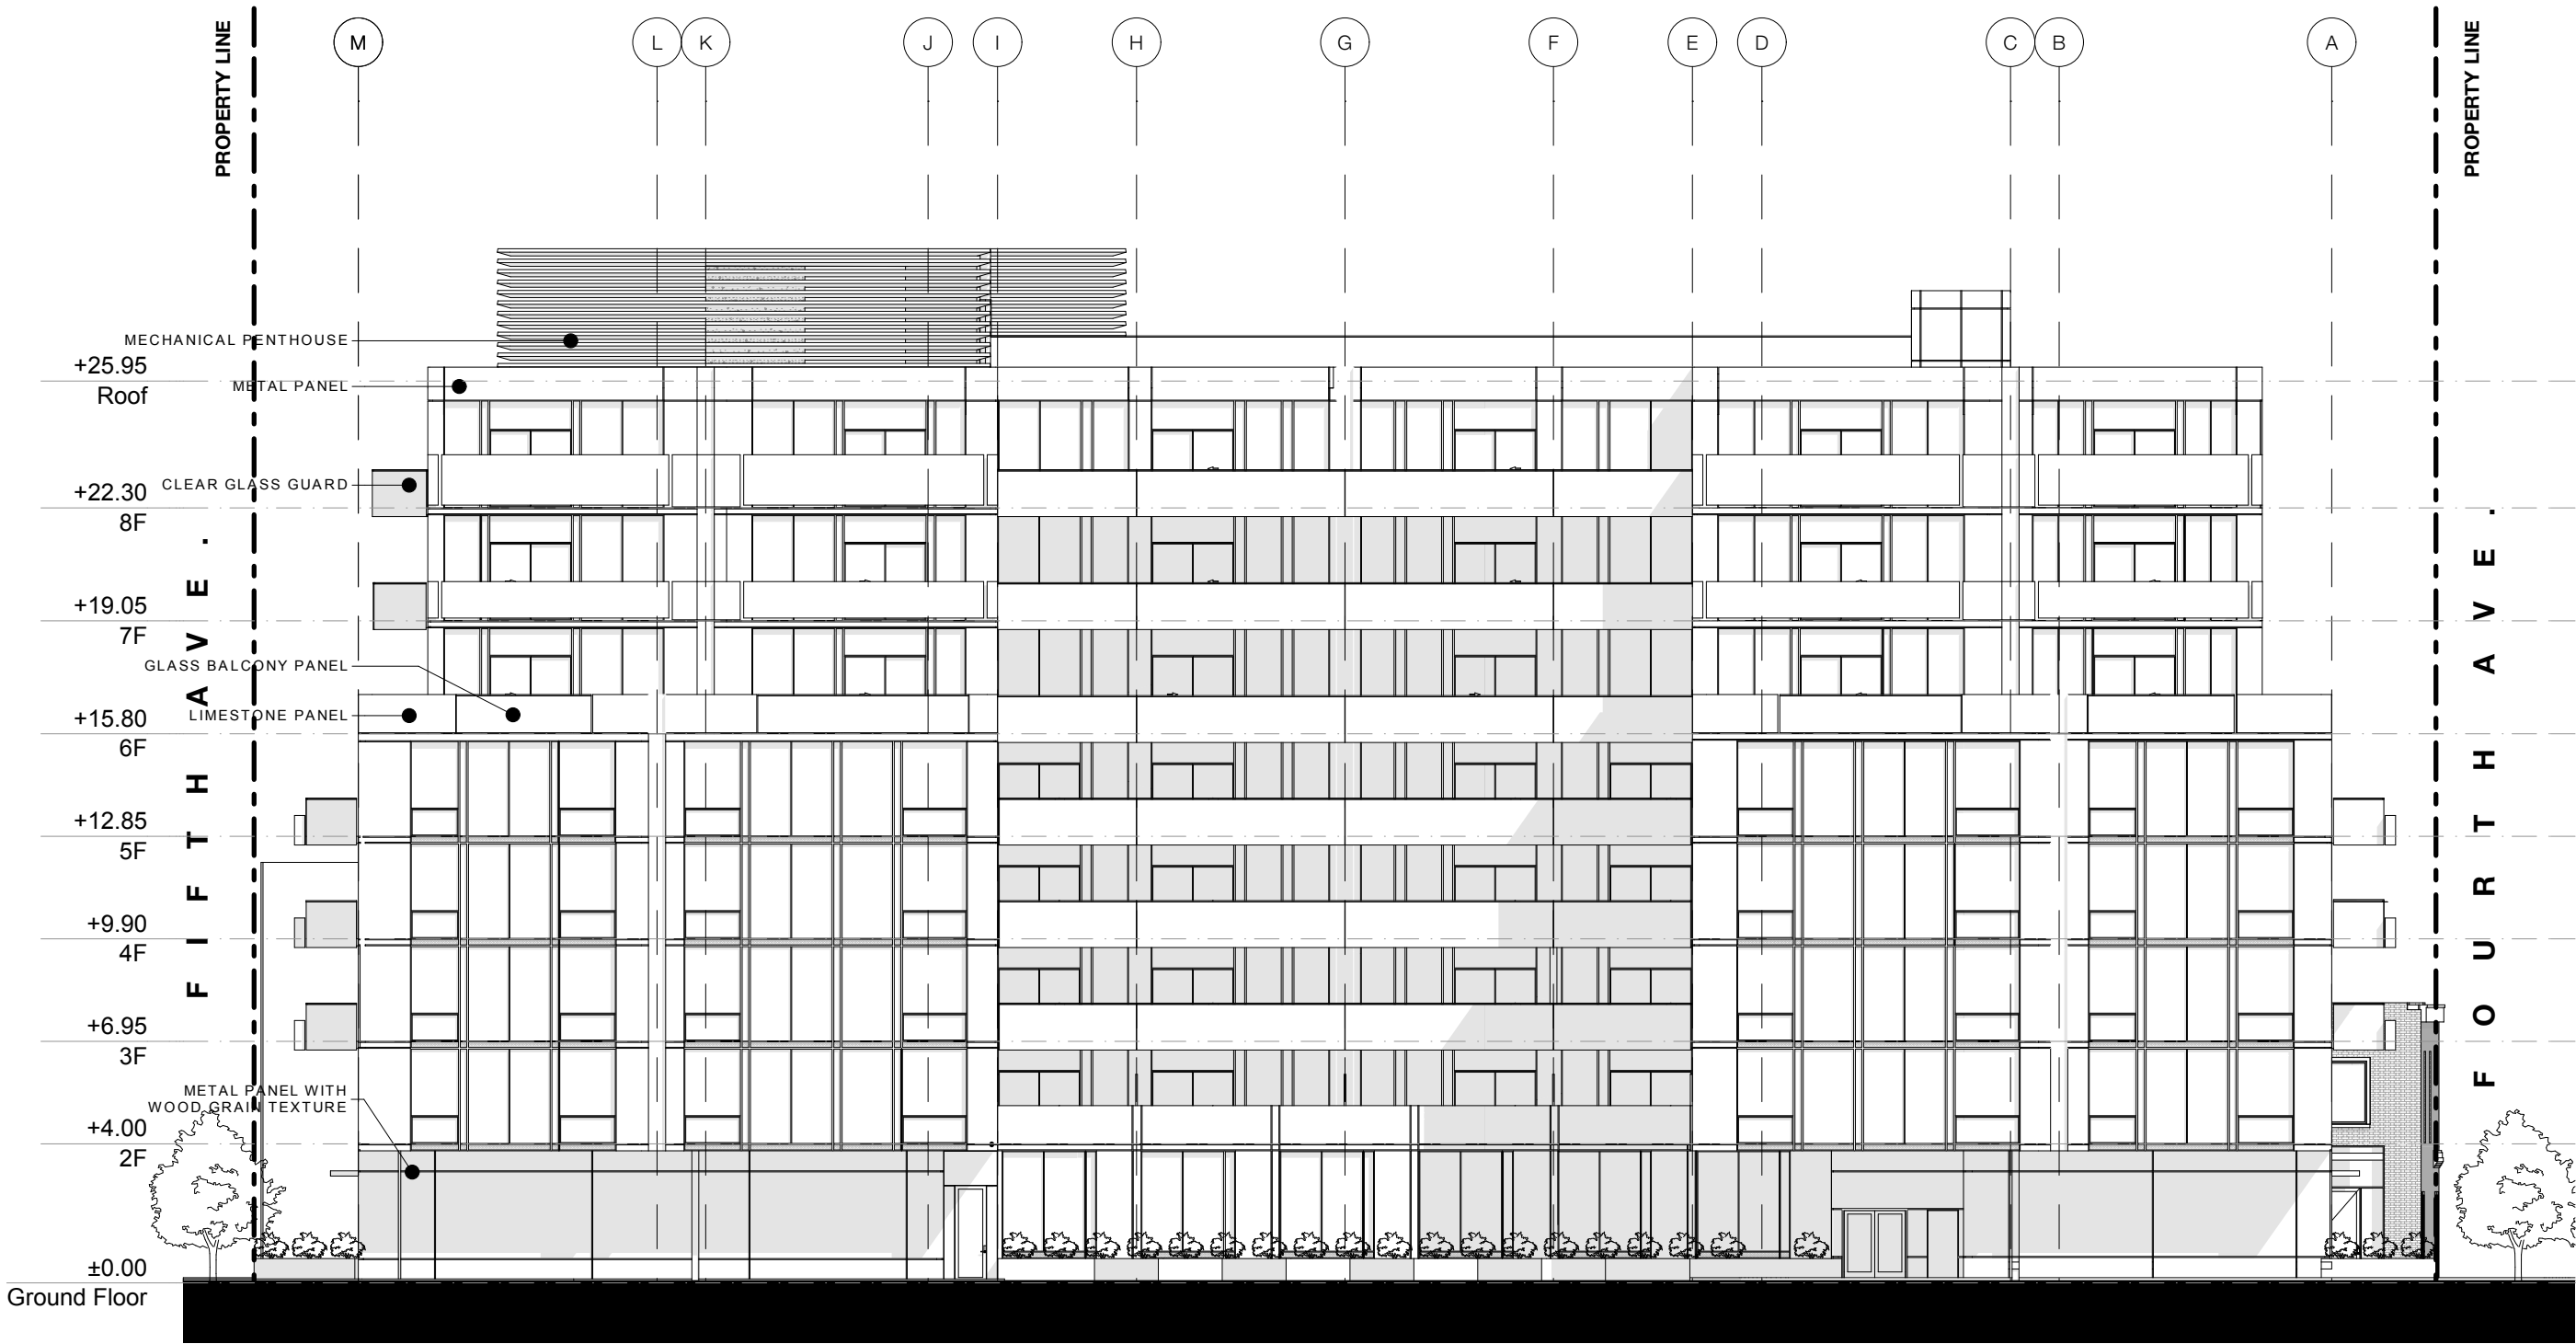 PROPERTY LINE
M
L
K
J
I
H
G
F
E
D
C
B
A
PROPERTY LINE
MECHANICAL PENTHOUSE
+25.95
Roof
METAL PANEL
CLEAR GLASS GUARD
+22.30
8F
+19.05
7F
GLASS BALCONY PANEL
LIMESTONE PANEL
+15.80
6F
+12.85
5F
+9.90
4F
+6.95
3F
METAL PANEL WITH
WOOD GRAIN TEXTURE
+4.00
2F
±0.00
Ground Floor
FIFTH AVE.
FOURTH AVE.